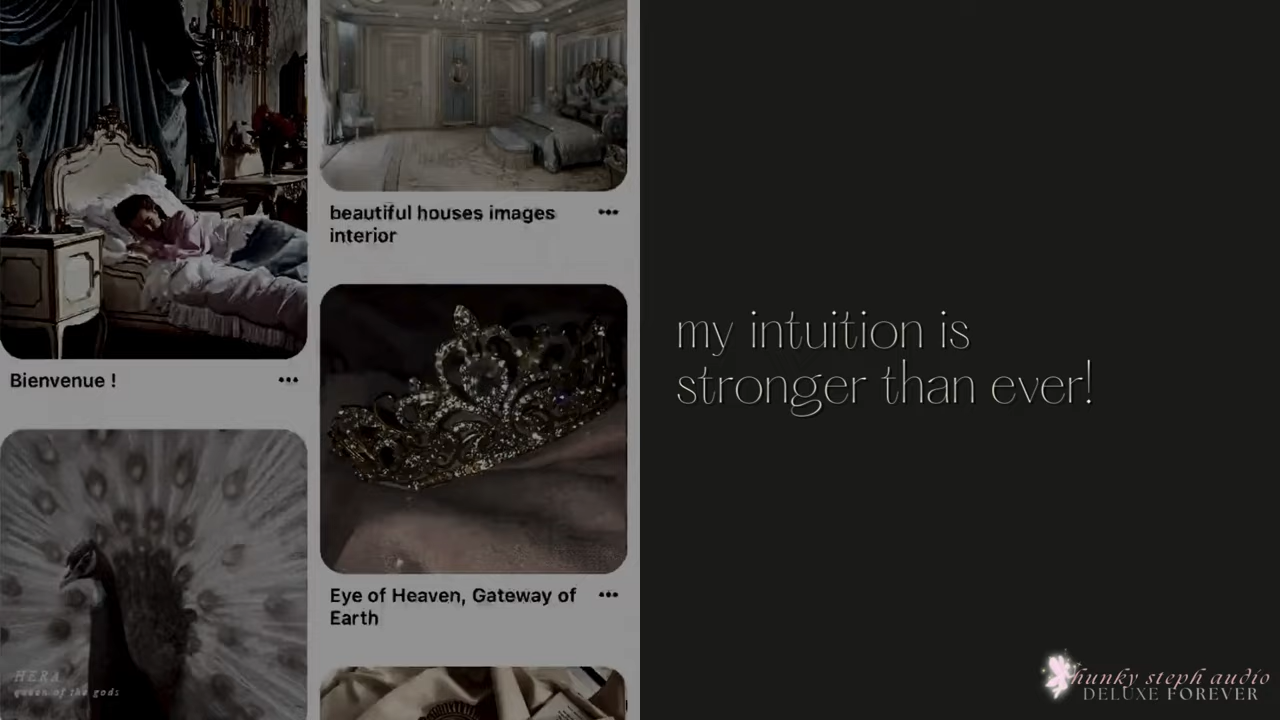 beautiful houses images
interior
Bienvenue !
HERA
queen of the gods
Eye of Heaven, Gateway of
Earth
my intuition is
stronger than ever!
hunky steph audio
DELUXE FOREVER